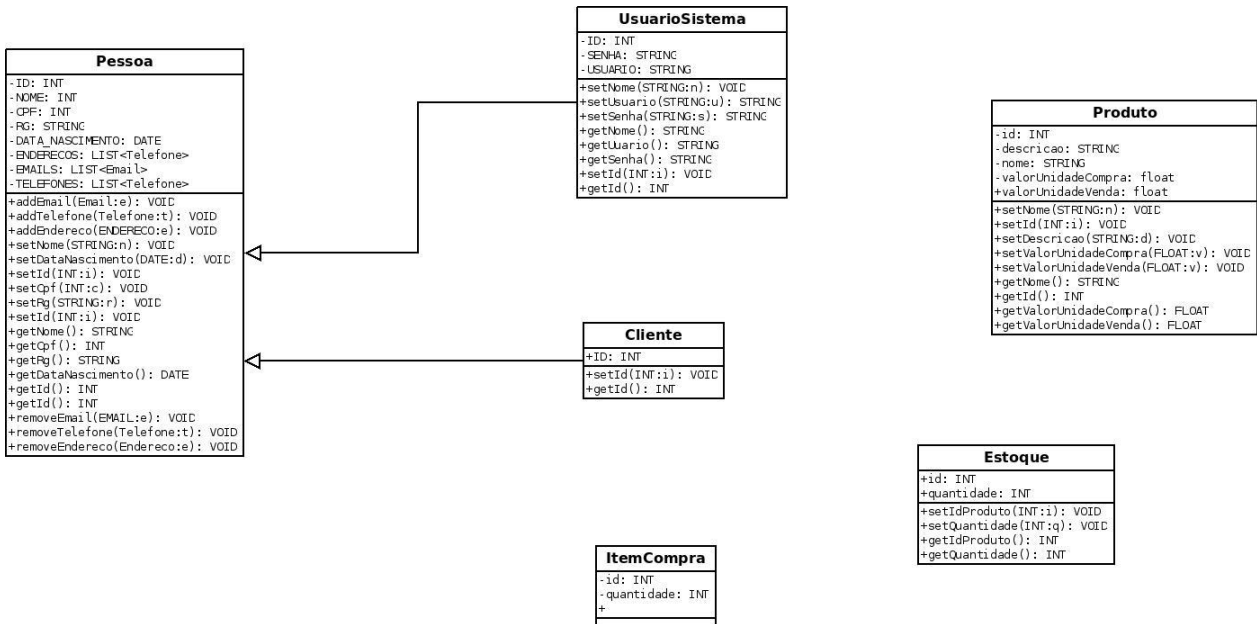 Pessoa
-ID: INT
-NOME: INT
-CPF: INT
-RG: STRING
-DATA_NASCIMENTO: DATE
-ENDERECOS: LIST<Telefone>
-EMAILS: LIST<Email>
-TELEFONES: LIST<Telefone>
+addEmail(Email:e): VOID
+addTelefone(Telefone:t): VOID
+addEndereco(ENDERECO:e): VOID
+setNome(STRING:n): VOID
+setDataNascimento(DATE:d): VOID
+setId(INT:i): VOID
+setCpf(INT:c): VOID
+setRg(STRING:r): VOID
+setId(INT:i): VOID
+getNome(): STRING
+getCpf(): INT
+getRg(): STRING
+getDataNascimento(): DATE
+getId(): INT
+getId(): INT
+removeEmail(EMAIL:e): VOID
+removeTelefone(Telefone:t): VOID
+removeEndereco(Endereco:e): VOID
UsuarioSistema
-ID: INT
-SENHA: STRING
-USUARIO: STRING
+setNome(STRING:n): VOID
+setUsuario(STRING:u): STRING
+setSenha(STRING:s): STRING
+getNome(): STRING
+getUuario(): STRING
+getSenha(): STRING
+setId(INT:i): VOID
+getId(): INT
Cliente
+ID: INT
+setId(INT:i): VOID
+getId(): INT
ItemCompra
-id: INT
-quantidade: INT
+
Produto
-id: INT
-descricao: STRING
-nome: STRING
-valorUnidadeCompra: float
+valorUnidadeVenda: float
+setNome(STRING:n): VOID
+setId(INT:i): VOID
+setDescricao(STRING:d): VOID
+setValorUnidadeCompra(FLOAT:v): VOID
+setValorUnidadeVenda(FLOAT:v): VOID
+getNome(): STRING
+getId(): INT
+getValorUnidadeCompra(): FLOAT
+getValorUnidadeVenda(): FLOAT
Estoque
+id: INT
+quantidade: INT
+setIdProduto(INT:i): VOID
+setQuantidade(INT:q): VOID
+getIdProduto(): INT
+getQuantidade(): INT